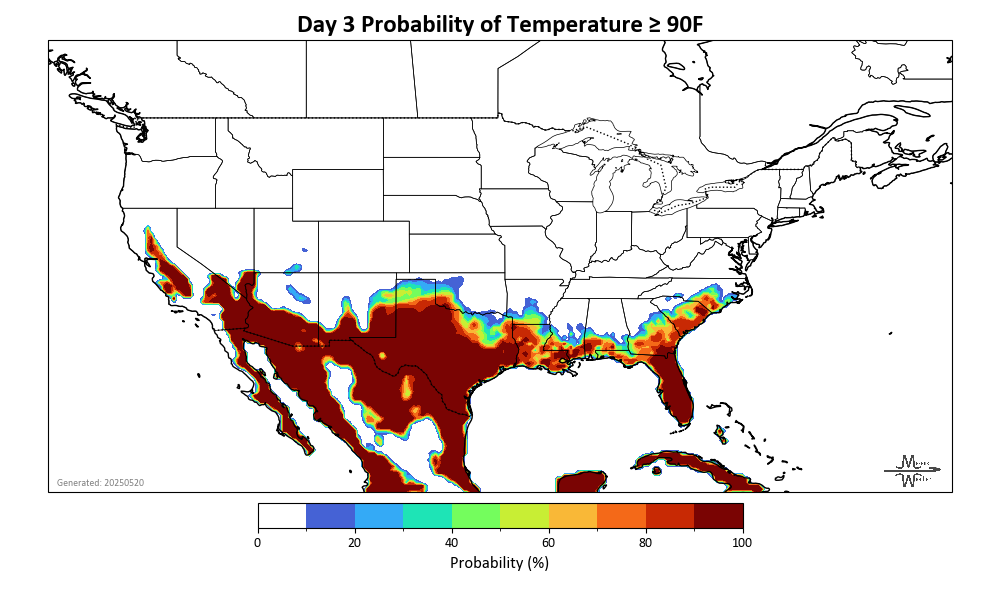 Day 3 Probability of Temperature ≥ 90F
Generated: 20250520
0 20 40 60 80 100
Probability (%)